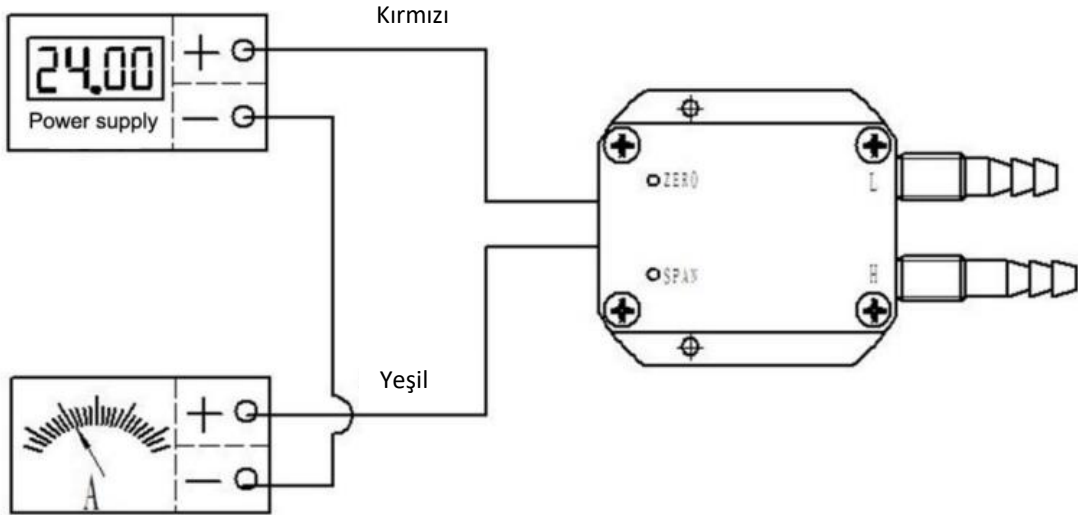 Kırmızı
24.00
+
Power supply
−
ZERO
L
SPAN
H
Yeşil
+
−
A